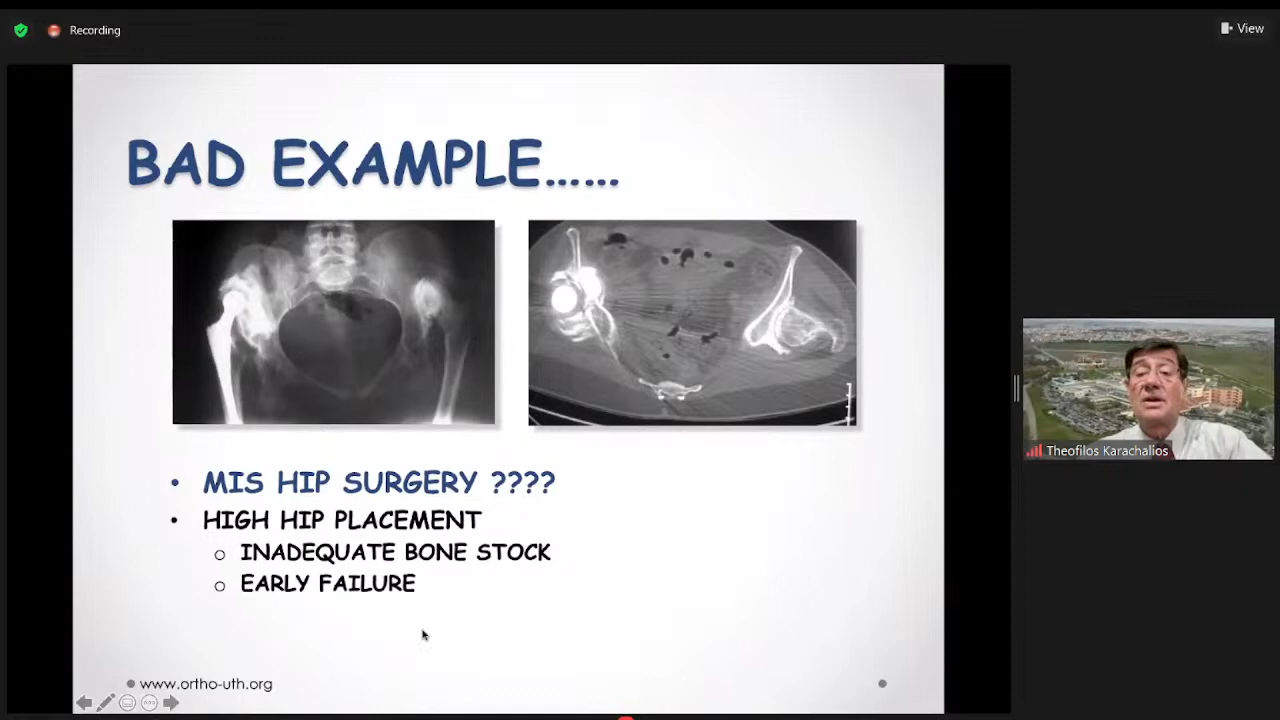 Recording
View
BAD EXAMPLE......
• MIS HIP SURGERY ????
• HIGH HIP PLACEMENT
o INADEQUATE BONE STOCK
o EARLY FAILURE
Theofilos Karachalios
www.ortho-uth.org